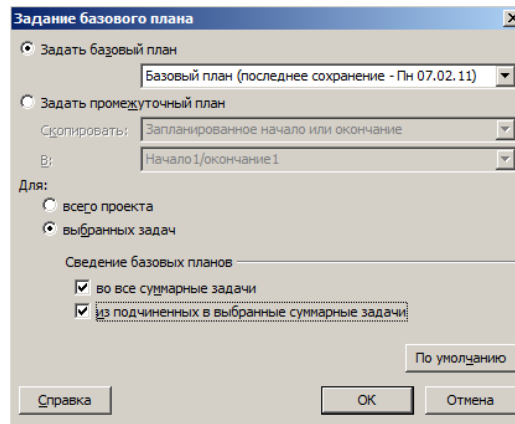 Задание базового плана
Задать базовый план
Базовый план (последнее сохранение - Пн 07.02.11)
Задать промежуточный план
Скопировать: Запланированное начало или окончание
В: Начало1/окончание1
Для:
всего проекта
выбранных задач
Сведение базовых планов
во все суммарные задачи
из подчиненных в выбранные суммарные задачи
По умолчанию
Справка ОК Отмена